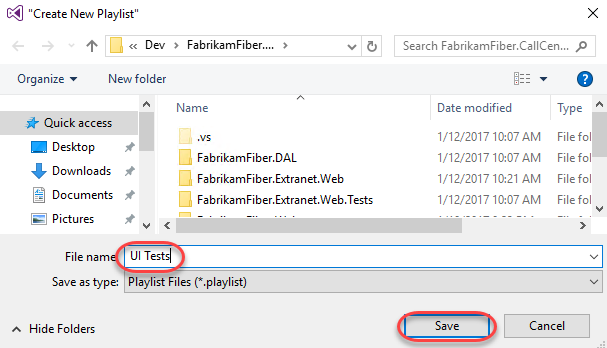 "Create New Playlist"
« Dev > FabrikamFiber.... > Search FabrikamFiber.CallCen...
Organize New folder
Name Date modified Type
Quick access
.vs 1/12/2017 10:07 AM File fol
Desktop
FabrikamFiber.DAL 1/12/2017 10:07 AM File fol
Downloads
FabrikamFiber.Extranet.Web 1/12/2017 10:21 AM File fol
Documents
FabrikamFiber.Extranet.Web.Tests 1/12/2017 10:07 AM File fol
Pictures
File name: UI Tests
Save as type: Playlist Files (*.playlist)
Hide Folders Save Cancel